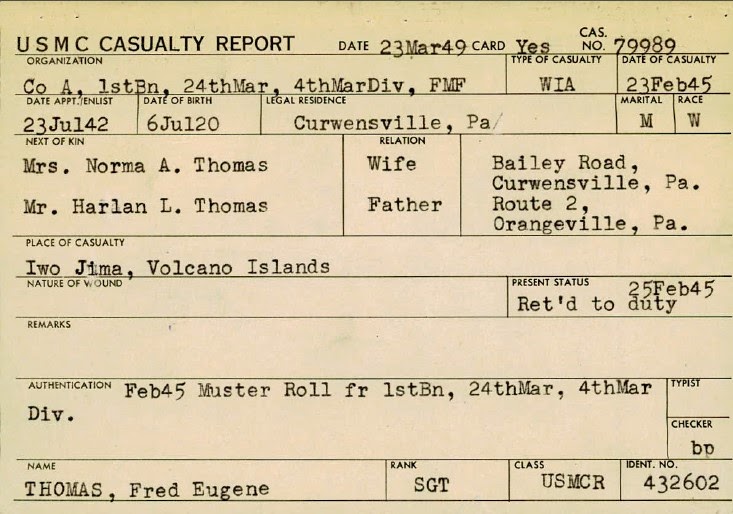 USMC CASUALTY REPORT DATE 23Mar49 CARD Yes CAS. NO. 79989
ORGANIZATION TYPE OF CASUALTY DATE OF CASUALTY
Co A, 1stBn, 24thMar, 4thMarDiv, FMF WIA 23Feb45
DATE APPT./ENLIST DATE OF BIRTH LEGAL RESIDENCE MARITAL RACE
23Jul42 6Jul20 Curwensville, Pa/ M W
NEXT OF KIN RELATION
Mrs. Norma A. Thomas Wife Bailey Road,
Curwensville, Pa.
Mr. Harlan L. Thomas Father Route 2,
Orangeville, Pa.
PLACE OF CASUALTY
Iwo Jima, Volcano Islands
NATURE OF WOUND PRESENT STATUS 25Feb45
Ret'd to duty
REMARKS
AUTHENTICATION Feb45 Muster Roll fr 1stBn, 24thMar, 4thMar TYPIST
Div.
CHECKER
bp
NAME RANK CLASS IDENT. NO.
THOMAS, Fred Eugene SGT USMCR 432602